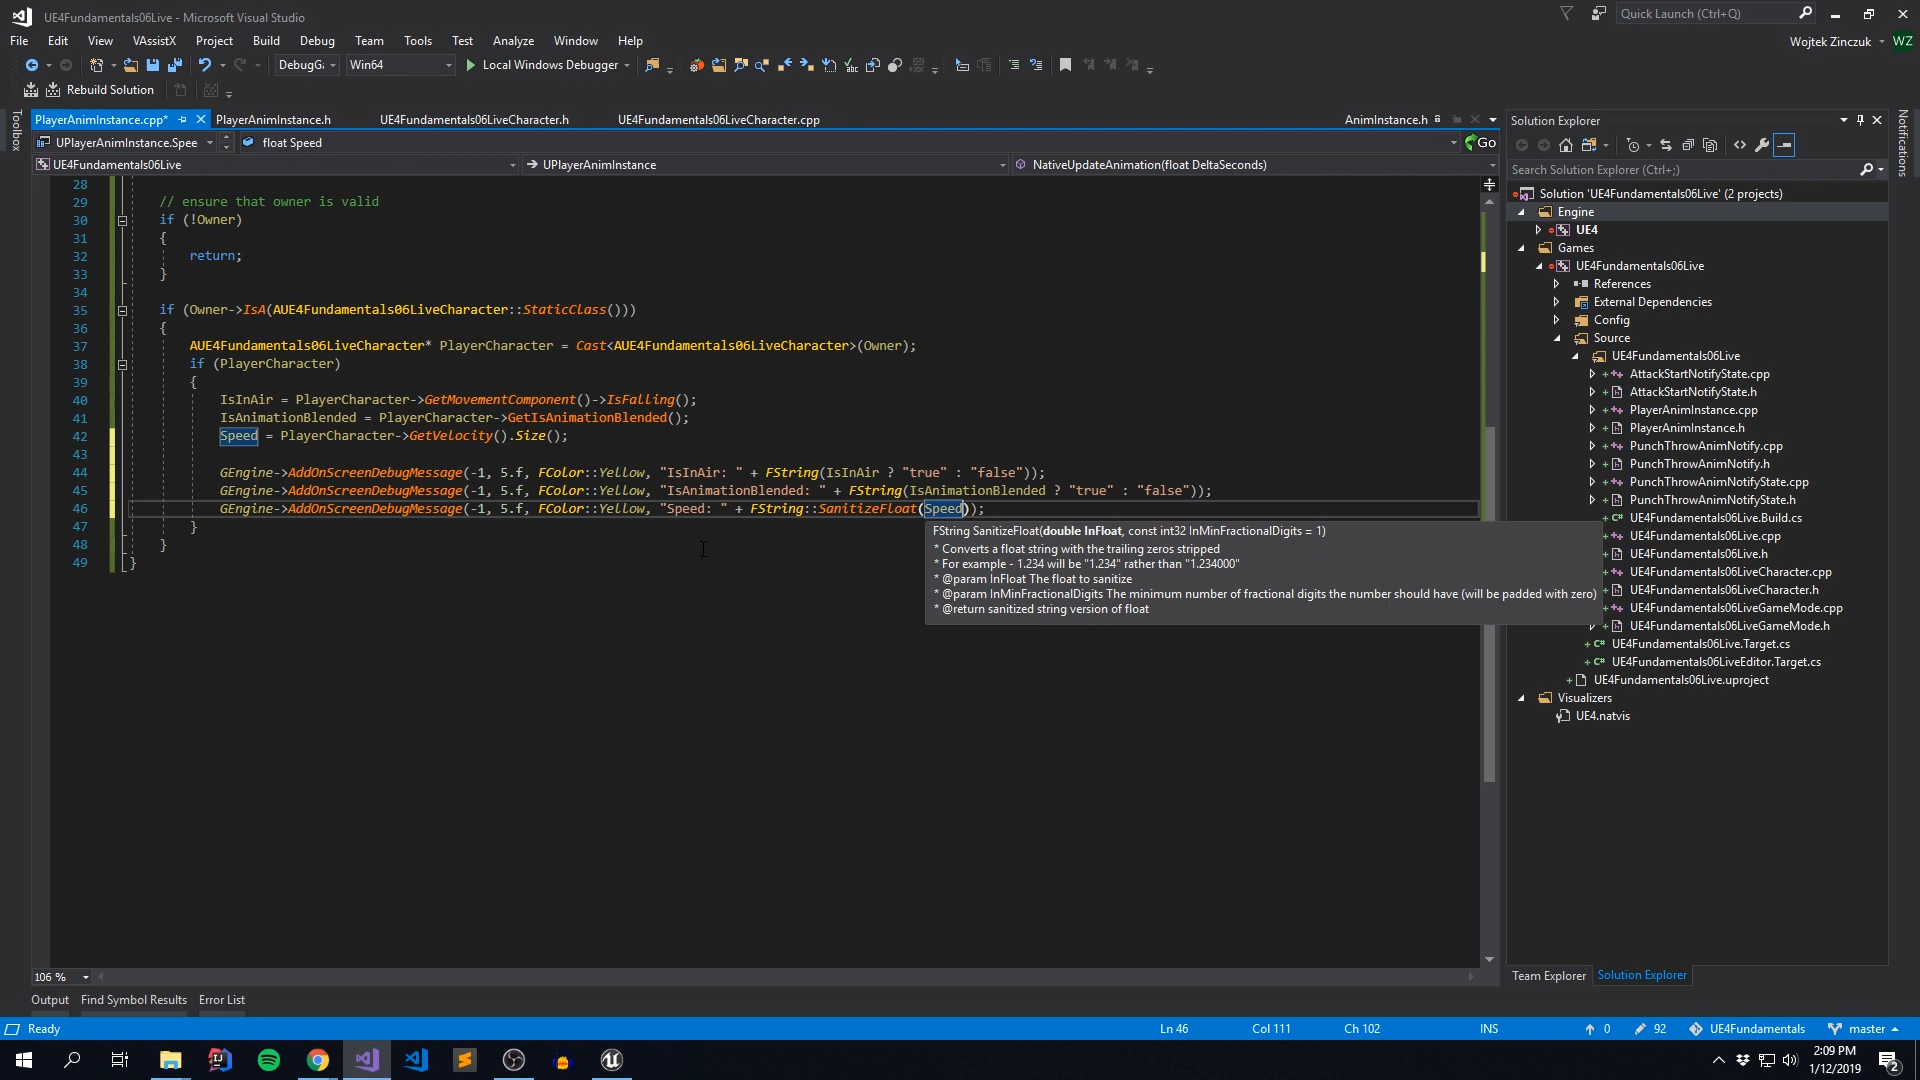 UE4Fundamentals06Live - Microsoft Visual Studio
Quick Launch (Ctrl+Q)
File Edit View VAssistX Project Build Debug Team Tools Test Analyze Window Help
Wojtek Zinczuk WZ
DebugGa Win64 Local Windows Debugger
Rebuild Solution
Toolbox
PlayerAnimInstance.cpp* PlayerAnimInstance.h UE4Fundamentals06LiveCharacter.h UE4Fundamentals06LiveCharacter.cpp AnimInstance.h
UPlayerAnimInstance.Spee float Speed Go
UE4Fundamentals06Live UPlayerAnimInstance NativeUpdateAnimation(float DeltaSeconds)
28
29 // ensure that owner is valid
30 if (!Owner)
31 {
32 return;
33 }
34
35 if (Owner->IsA(AUE4Fundamentals06LiveCharacter::StaticClass()))
36 {
37 AUE4Fundamentals06LiveCharacter* PlayerCharacter = Cast<AUE4Fundamentals06LiveCharacter>(Owner);
38 if (PlayerCharacter)
39 {
40 IsInAir = PlayerCharacter->GetMovementComponent()->IsFalling();
41 IsAnimationBlended = PlayerCharacter->GetIsAnimationBlended();
42 Speed = PlayerCharacter->GetVelocity().Size();
43
44 GEngine->AddOnScreenDebugMessage(-1, 5.f, FColor::Yellow, "IsInAir: " + FString(IsInAir ? "true" : "false"));
45 GEngine->AddOnScreenDebugMessage(-1, 5.f, FColor::Yellow, "IsAnimationBlended: " + FString(IsAnimationBlended ? "true" : "false"));
46 GEngine->AddOnScreenDebugMessage(-1, 5.f, FColor::Yellow, "Speed: " + FString::SanitizeFloat(Speed));
47 }
48 }
49 }
FString SanitizeFloat(double InFloat, const int32 InMinFractionalDigits = 1)
* Converts a float string with the trailing zeros stripped
* For example - 1.234 will be "1.234" rather than "1.234000"
* @param InFloat The float to sanitize
* @param InMinFractionalDigits The minimum number of fractional digits the number should have (will be padded with zero)
* @return sanitized string version of float
106 %
Output Find Symbol Results Error List
Solution Explorer
Notifications
Search Solution Explorer (Ctrl+;)
Solution 'UE4Fundamentals06Live' (2 projects)
Engine
UE4
Games
UE4Fundamentals06Live
References
External Dependencies
Config
Source
UE4Fundamentals06Live
AttackStartNotifyState.cpp
AttackStartNotifyState.h
PlayerAnimInstance.cpp
PlayerAnimInstance.h
PunchThrowAnimNotify.cpp
PunchThrowAnimNotify.h
PunchThrowAnimNotifyState.cpp
PunchThrowAnimNotifyState.h
UE4Fundamentals06Live.Build.cs
UE4Fundamentals06Live.cpp
UE4Fundamentals06Live.h
UE4Fundamentals06LiveCharacter.cpp
UE4Fundamentals06LiveCharacter.h
UE4Fundamentals06LiveGameMode.cpp
UE4Fundamentals06LiveGameMode.h
UE4Fundamentals06Live.Target.cs
UE4Fundamentals06LiveEditor.Target.cs
UE4Fundamentals06Live.uproject
Visualizers
UE4.natvis
Team Explorer Solution Explorer
Ready Ln 46 Col 111 Ch 102 INS 0 92 UE4Fundamentals master
2:09 PM
1/12/2019
2